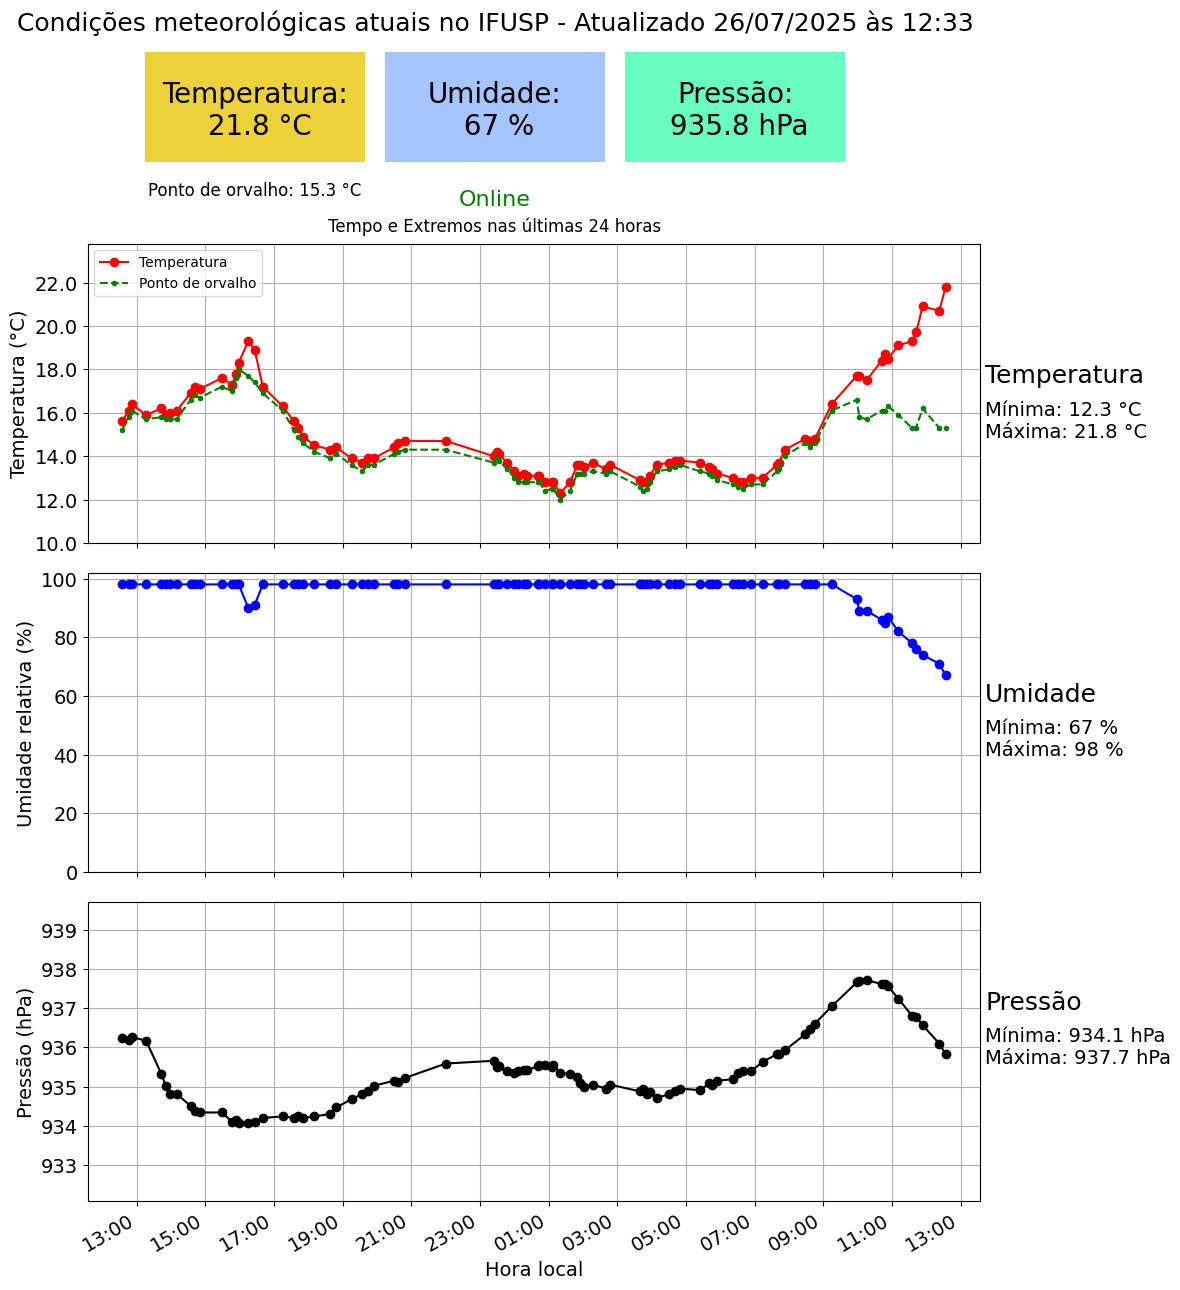 Condições meteorológicas atuais no IFUSP - Atualizado 26/07/2025 às 12:33
Temperatura:
21.8 °C
Umidade:
67 %
Pressão:
935.8 hPa
Ponto de orvalho: 15.3 °C
Online
Tempo e Extremos nas últimas 24 horas
Temperatura
Ponto de orvalho
Temperatura (°C)
22.0
20.0
18.0
16.0
14.0
12.0
10.0
Temperatura
Mínima: 12.3 °C
Máxima: 21.8 °C
Umidade relativa (%)
100
80
60
40
20
0
Umidade
Mínima: 67 %
Máxima: 98 %
Pressão (hPa)
939
938
937
936
935
934
933
Pressão
Mínima: 934.1 hPa
Máxima: 937.7 hPa
13:00 15:00 17:00 19:00 21:00 23:00 01:00 03:00 05:00 07:00 09:00 11:00 13:00
Hora local